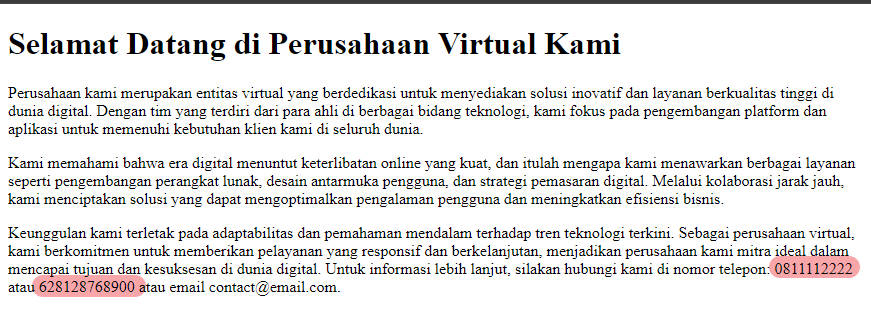 Selamat Datang di Perusahaan Virtual Kami
Perusahaan kami merupakan entitas virtual yang berdedikasi untuk menyediakan solusi inovatif dan layanan berkualitas tinggi di
dunia digital. Dengan tim yang terdiri dari para ahli di berbagai bidang teknologi, kami fokus pada pengembangan platform dan
aplikasi untuk memenuhi kebutuhan klien kami di seluruh dunia.
Kami memahami bahwa era digital menuntut keterlibatan online yang kuat, dan itulah mengapa kami menawarkan berbagai layanan
seperti pengembangan perangkat lunak, desain antarmuka pengguna, dan strategi pemasaran digital. Melalui kolaborasi jarak jauh,
kami menciptakan solusi yang dapat mengoptimalkan pengalaman pengguna dan meningkatkan efisiensi bisnis.
Keunggulan kami terletak pada adaptabilitas dan pemahaman mendalam terhadap tren teknologi terkini. Sebagai perusahaan virtual,
kami berkomitmen untuk memberikan pelayanan yang responsif dan berkelanjutan, menjadikan perusahaan kami mitra ideal dalam
mencapai tujuan dan kesuksesan di dunia digital. Untuk informasi lebih lanjut, silakan hubungi kami di nomor telepon: 0811112222
atau 628128768900 atau email contact@email.com.